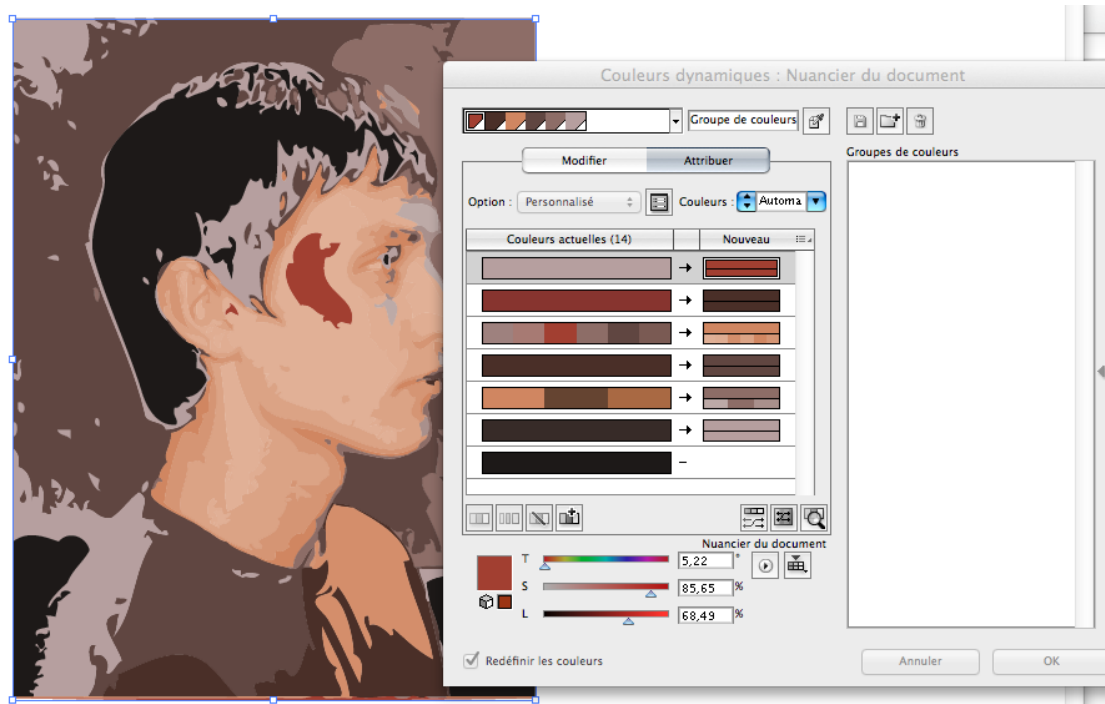 Couleurs dynamiques : Nuancier du document
Groupe de couleurs
Modifier
Attribuer
Groupes de couleurs
Option : Personnalisé
Couleurs : Automa
Couleurs actuelles (14)
Nouveau
Nuancier du document
T 5,22 °
S 85,65 %
L 68,49 %
Redéfinir les couleurs
Annuler
OK